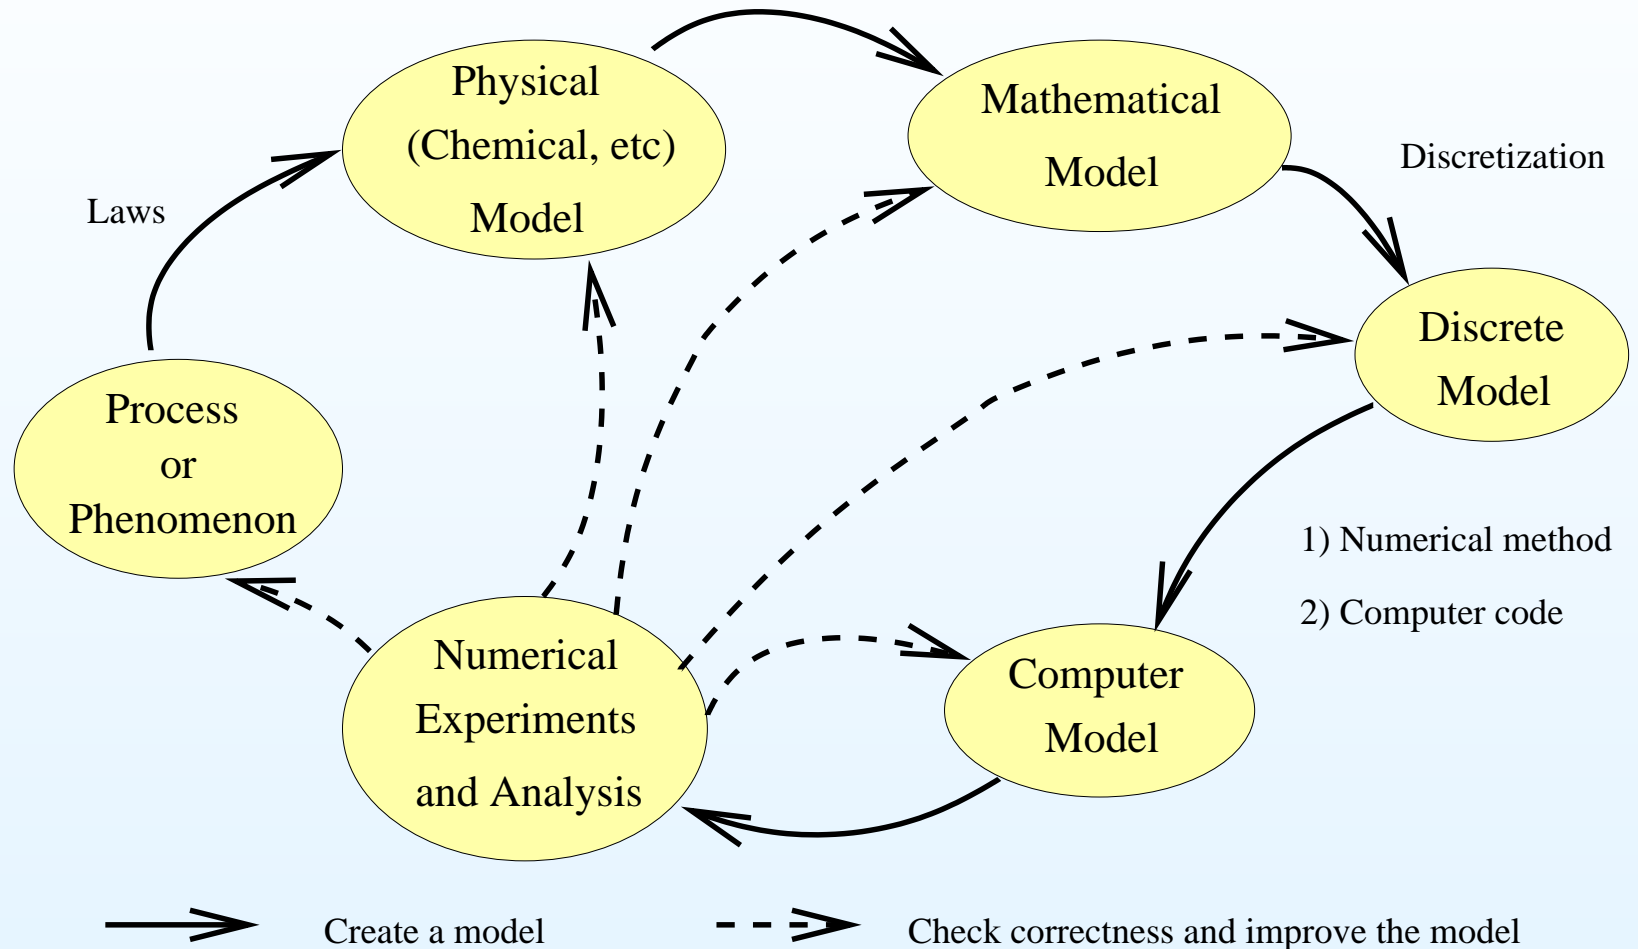 Physical
(Chemical, etc)
Model
Mathematical
Model
Discretization
Laws
Discrete
Model
Process
or
Phenomenon
1) Numerical method
2) Computer code
Numerical
Experiments
and Analysis
Computer
Model
Create a model
Check correctness and improve the model